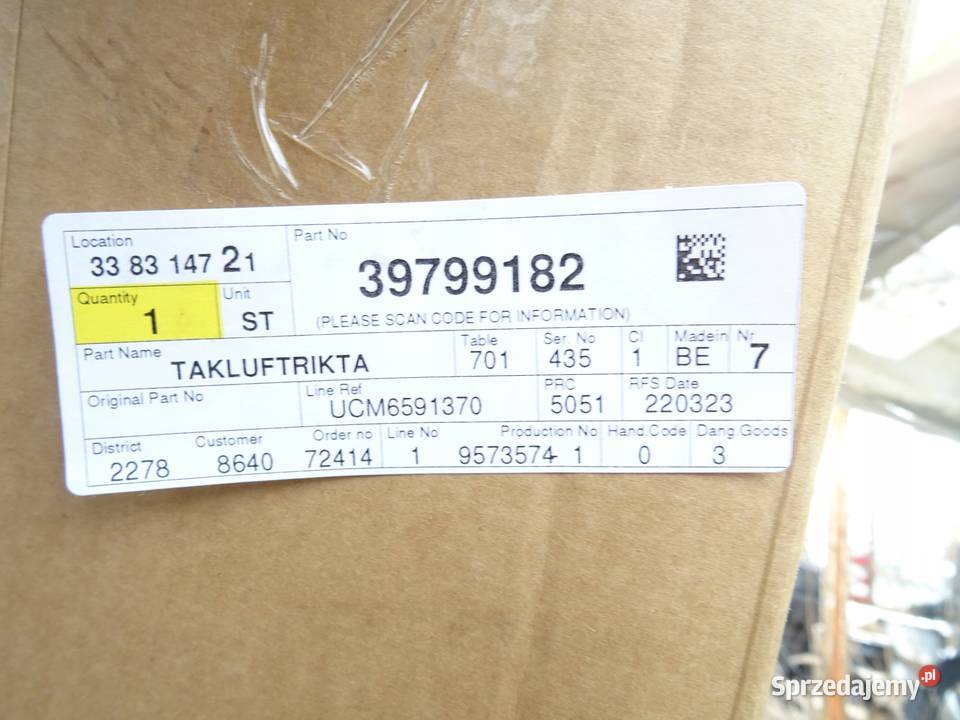 Location
33 83 147 21
Part No
39799182
(PLEASE SCAN CODE FOR INFORMATION)
Quantity
1
Unit
ST
Part Name
TAKLUFTRIKTA
Table
701
Ser. No
435
CI
1
Madein
BE
Nr
7
Original Part No
Line Ref
UCM6591370
PRC
5051
RFS Date
220323
District
2278
Customer
8640
Order no
72414
Line No
1
Production No
9573574- 1
Hand.Code
0
Dang Goods
3
Sprzedajemy.pl